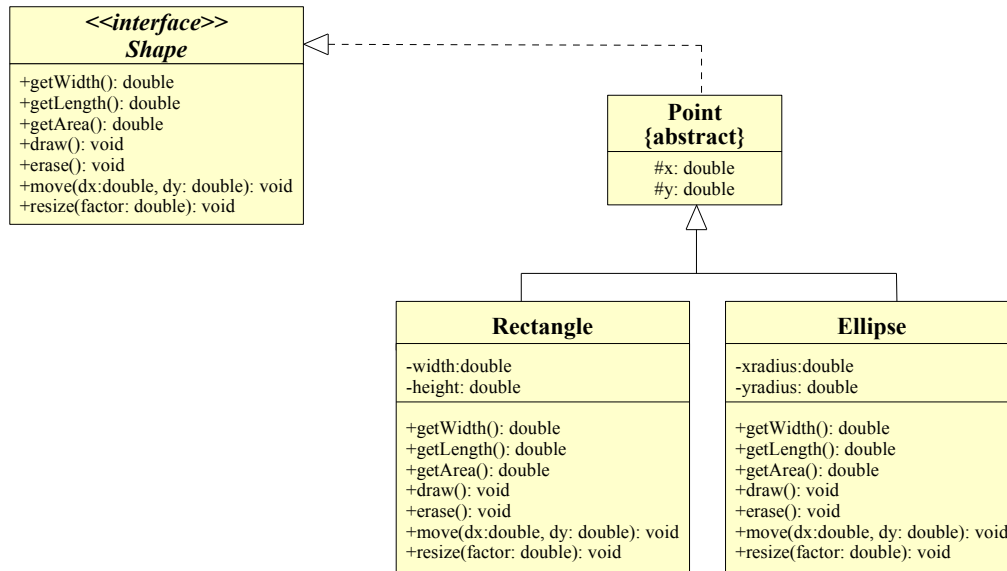 <<interface>>
Shape
+getWidth(): double
+getLength(): double
+getArea(): double
+draw(): void
+erase(): void
+move(dx:double, dy: double): void
+resize(factor: double): void
Point
{abstract}
#x: double
#y: double
Rectangle
-width:double
-height: double
+getWidth(): double
+getLength(): double
+getArea(): double
+draw(): void
+erase(): void
+move(dx:double, dy: double): void
+resize(factor: double): void
Ellipse
-xradius:double
-yradius: double
+getWidth(): double
+getLength(): double
+getArea(): double
+draw(): void
+erase(): void
+move(dx:double, dy: double): void
+resize(factor: double): void